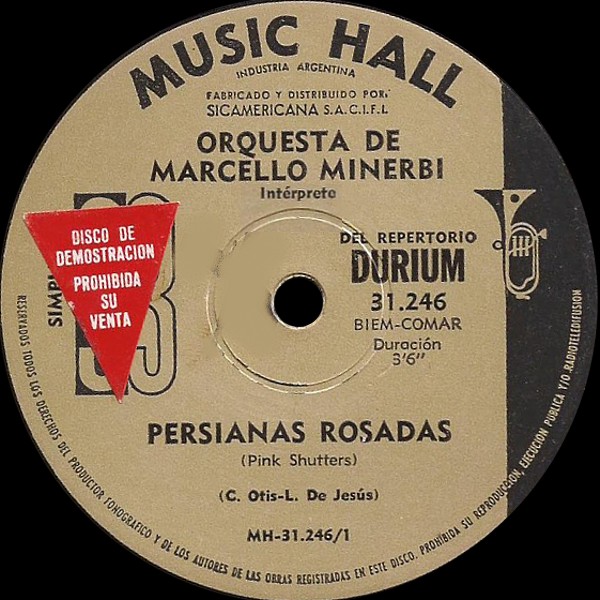 MUSIC HALL
INDUSTRIA ARGENTINA
FABRICADO Y DISTRIBUIDO POR:
SICAMERICANA S.A.C.I.F.I.
ORQUESTA DE
MARCELLO MINERBI
Intérprete
DISCO DE
DEMOSTRACION
PROHIBIDA
SU
VENTA
SIMPL
DEL REPERTORIO
DURIUM
31.246
BIEM-COMAR
Duración
3'6"
PERSIANAS ROSADAS
(Pink Shutters)
(C. Otis-L. De Jesús)
MH-31.246/1
RESERVADOS TODOS LOS DERECHOS DEL PRODUCTOR FONOGRAFICO Y DE LOS AUTORES DE LAS OBRAS REGISTRADAS EN ESTE DISCO. PROHIBIDA SU REPRODUCCION, EJECUCION PUBLICA Y/O RADIOTELEDIFUSION